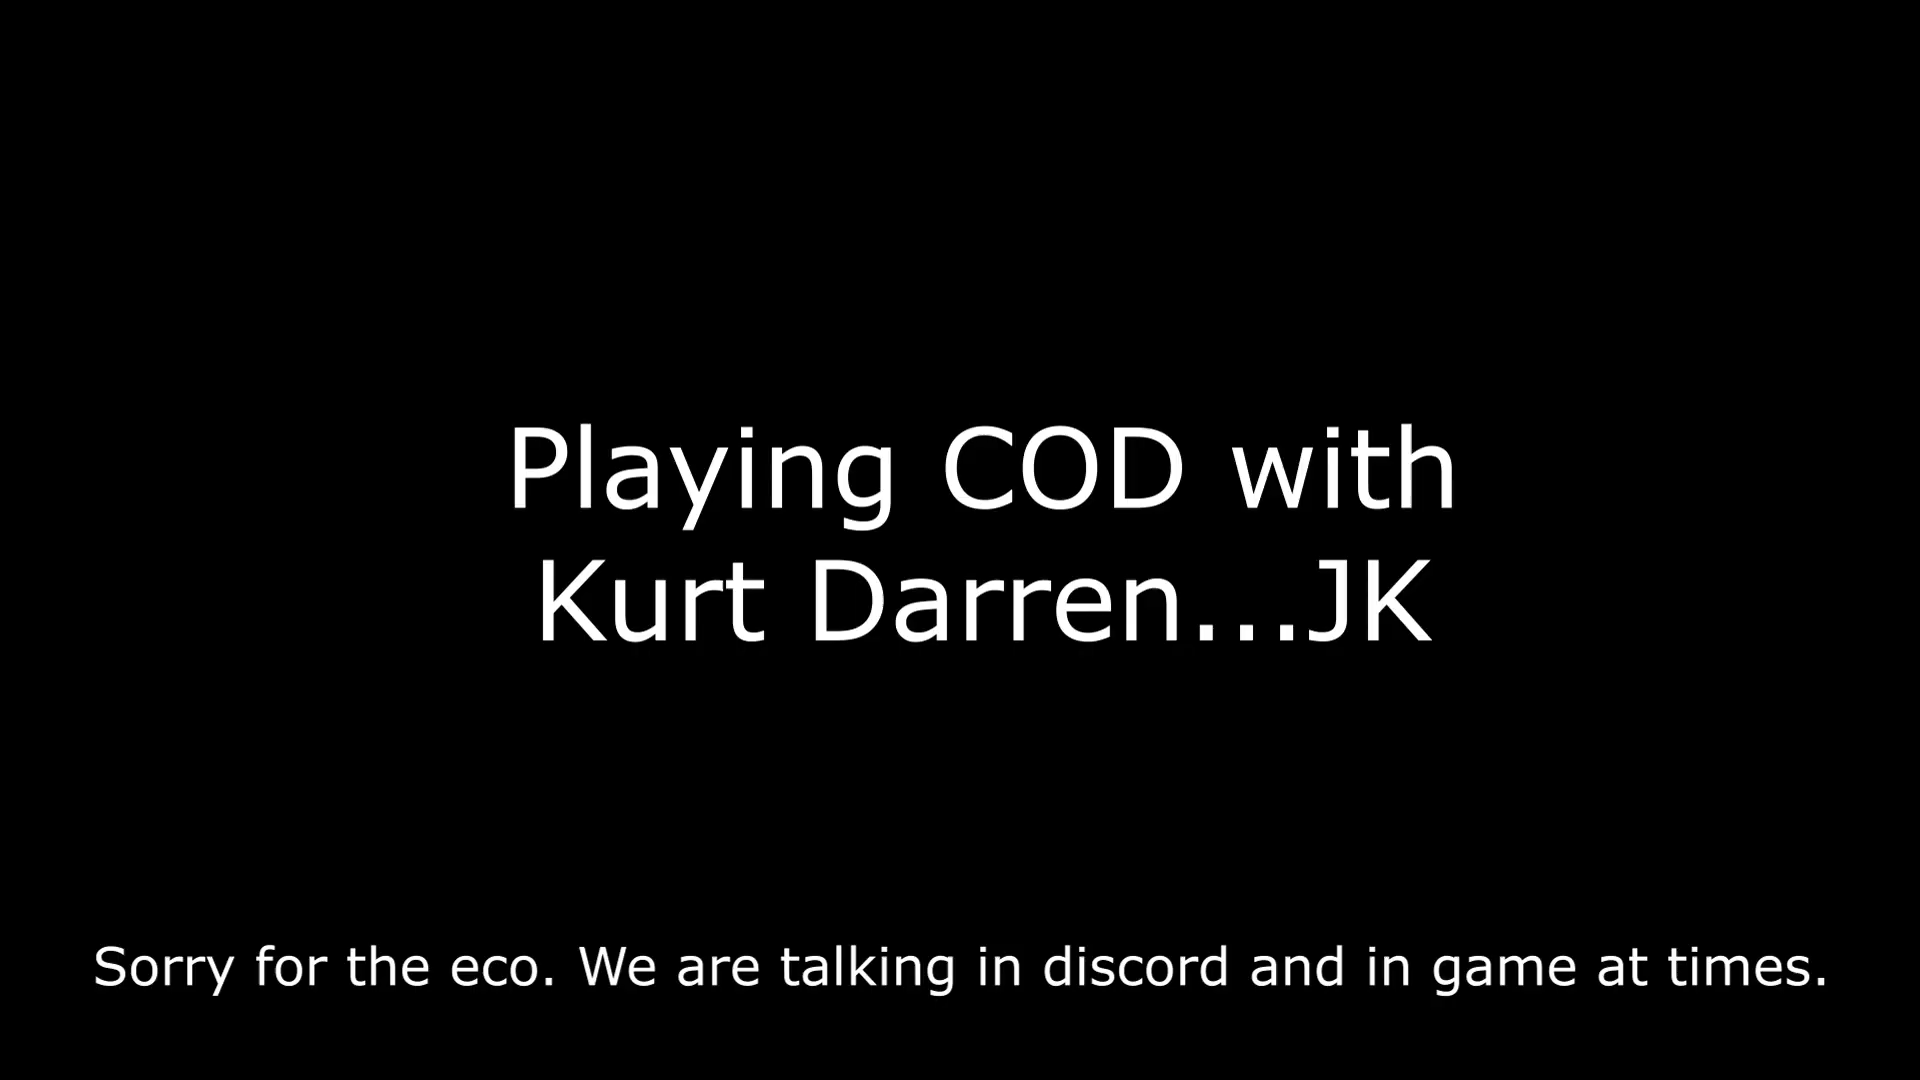 Playing COD with
Kurt Darren...JK
Sorry for the eco. We are talking in discord and in game at times.